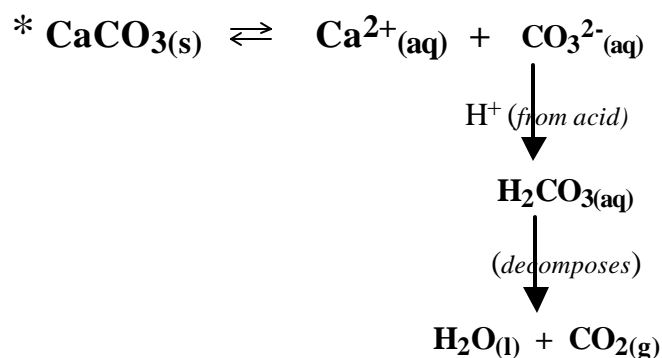 * CaCO₃(s) ⇄ Ca²⁺(aq) + CO₃²⁻(aq)
H⁺ (from acid)
H₂CO₃(aq)
(decomposes)
H₂O(l) + CO₂(g)